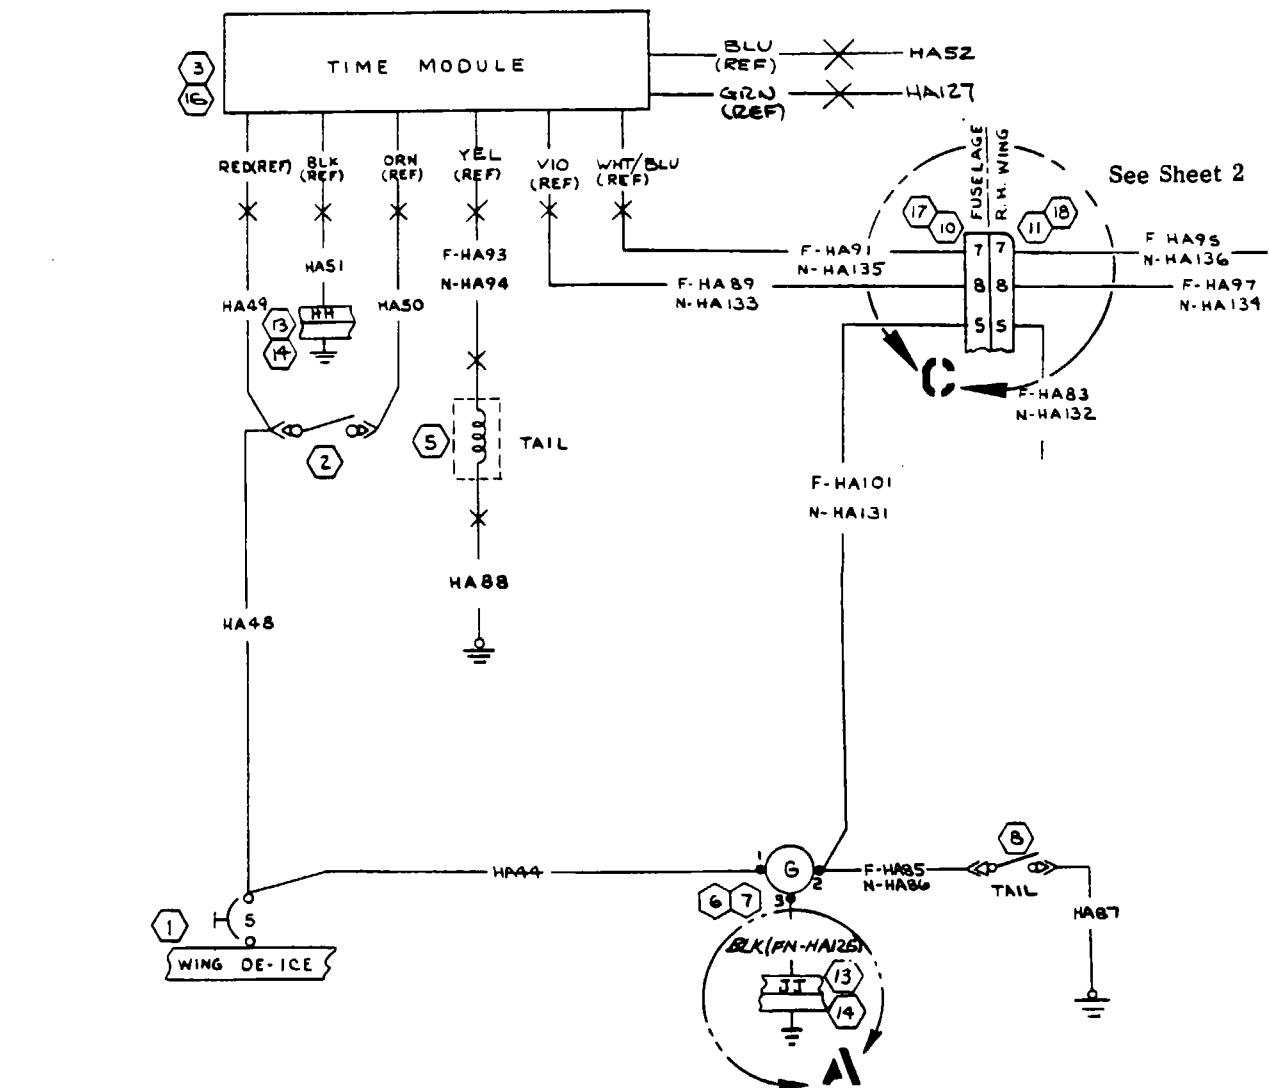 TIME MODULE
3
BLU
(REF)
HA52
GRN
(REF)
HA127
RED(REF)
BLK
(REF)
ORN
(REF)
YEL
(REF)
VIO
(REF)
WHT/BLU
(REF)
FUSELAGE
R.H. WING
See Sheet 2
17
10
11
18
F-HA91
N-HA135
7
7
F HA95
N-HA136
F-HA93
N-HA94
HA51
F-HA89
N-HA133
8
8
F-HA97
N-HA134
HA49
HH
13
14
HA50
5
5
C
F-HA83
N-HA132
2
5
TAIL
F-HA101
N-HA131
HA88
HA48
8
1
G
2
3
HA44
F-HA85
N-HA86
TAIL
6
7
HA87
1
5
WING DE-ICE
BLK(FN-HA125)
JJ
13
14
A